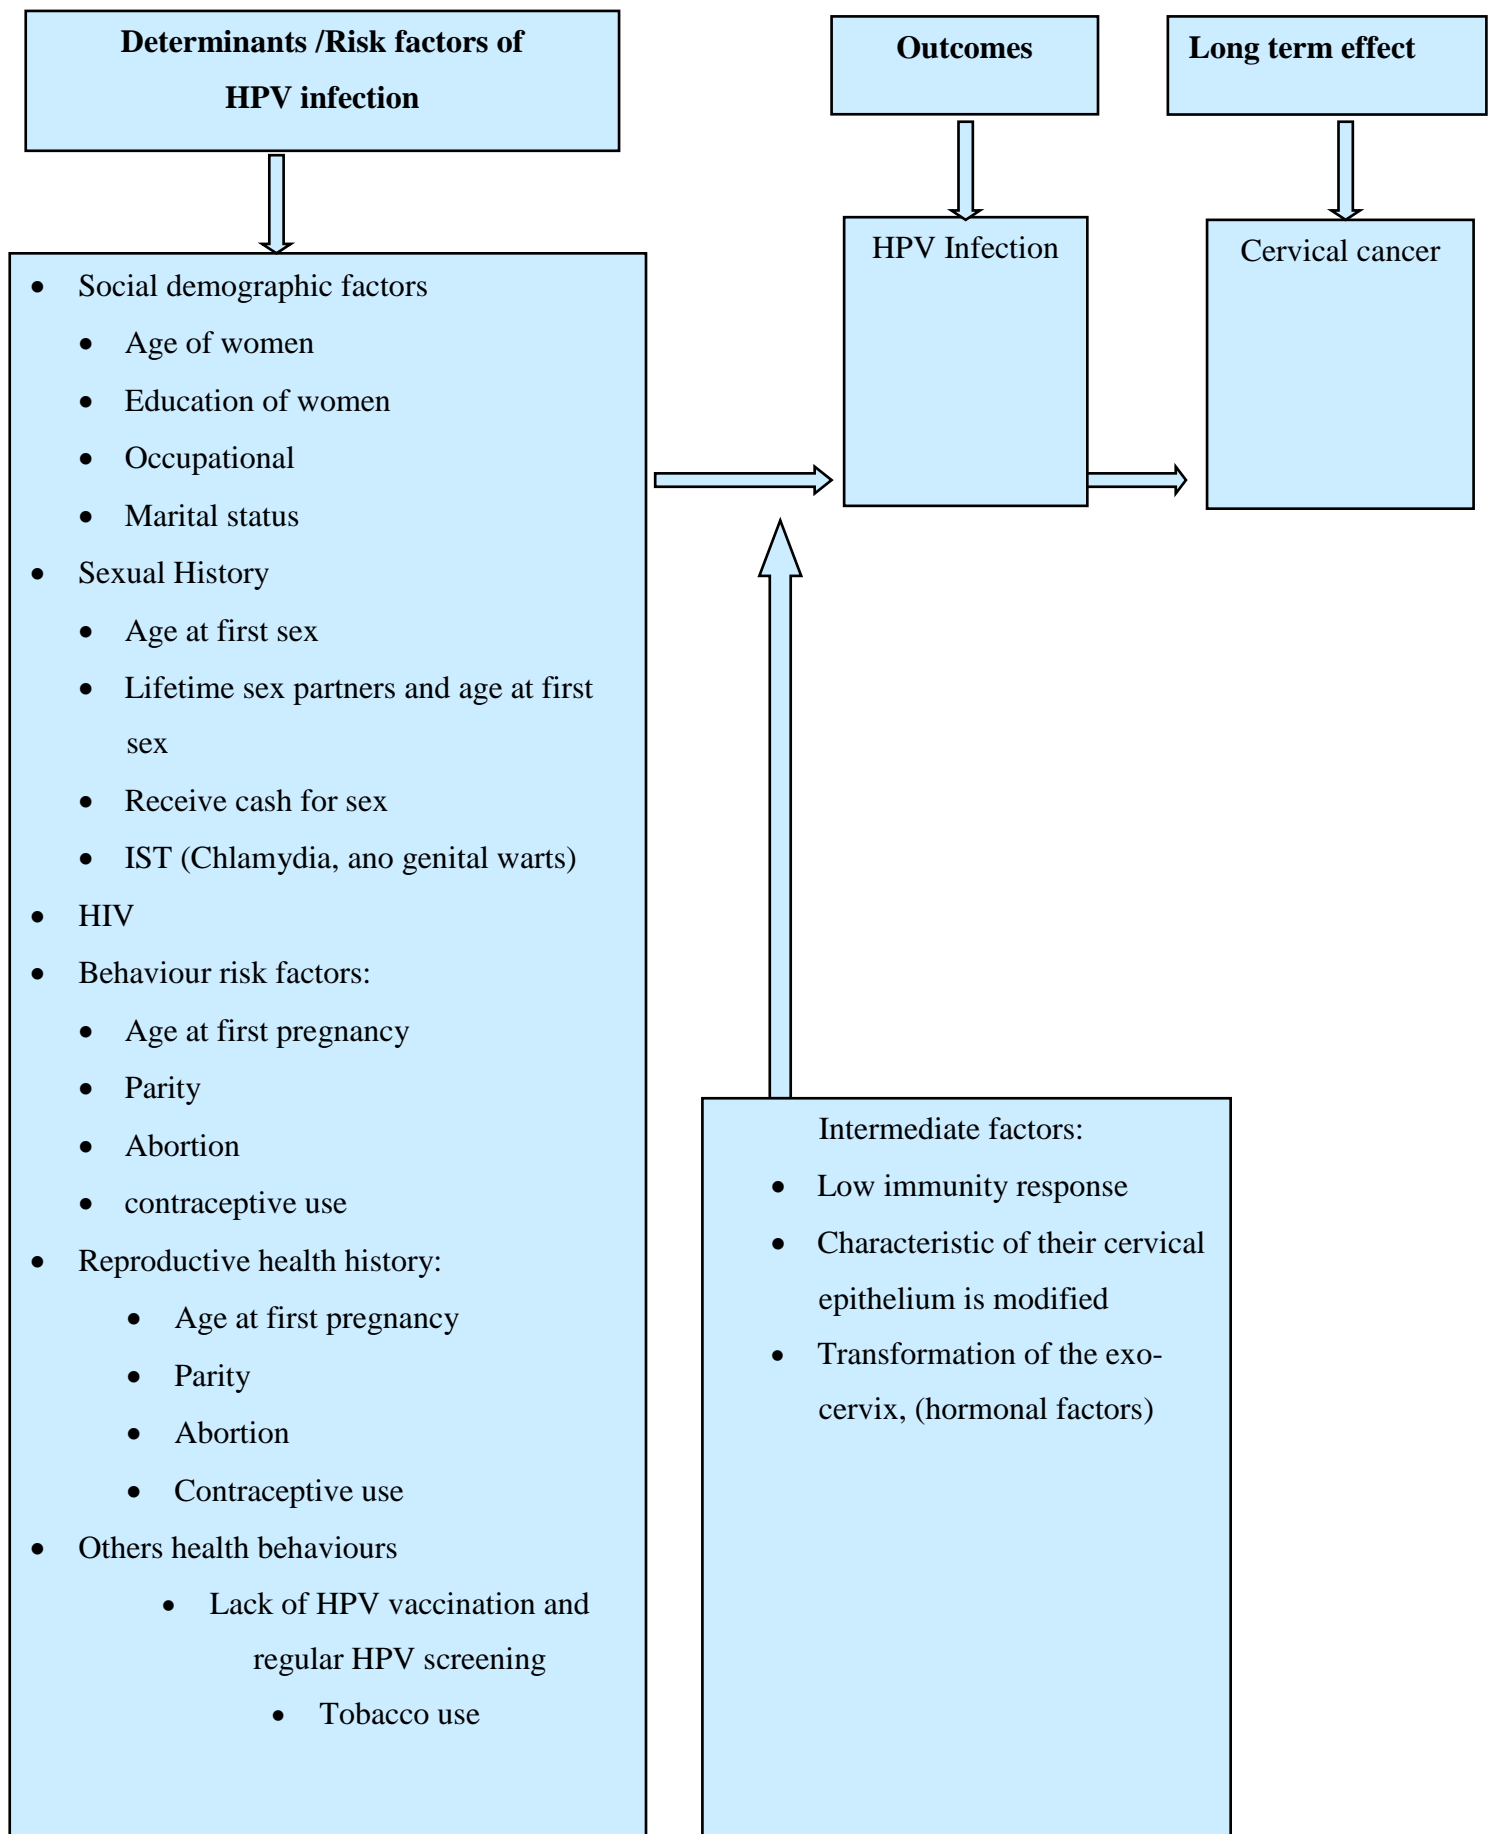 Determinants /Risk factors of
HPV infection
Outcomes
Long term effect
• Social demographic factors
• Age of women
• Education of women
• Occupational
• Marital status
• Sexual History
• Age at first sex
• Lifetime sex partners and age at first
sex
• Receive cash for sex
• IST (Chlamydia, ano genital warts)
• HIV
• Behaviour risk factors:
• Age at first pregnancy
• Parity
• Abortion
• contraceptive use
• Reproductive health history:
• Age at first pregnancy
• Parity
• Abortion
• Contraceptive use
• Others health behaviours
• Lack of HPV vaccination and
regular HPV screening
• Tobacco use
HPV Infection
Cervical cancer
Intermediate factors:
• Low immunity response
• Characteristic of their cervical
epithelium is modified
• Transformation of the exo-
cervix, (hormonal factors)